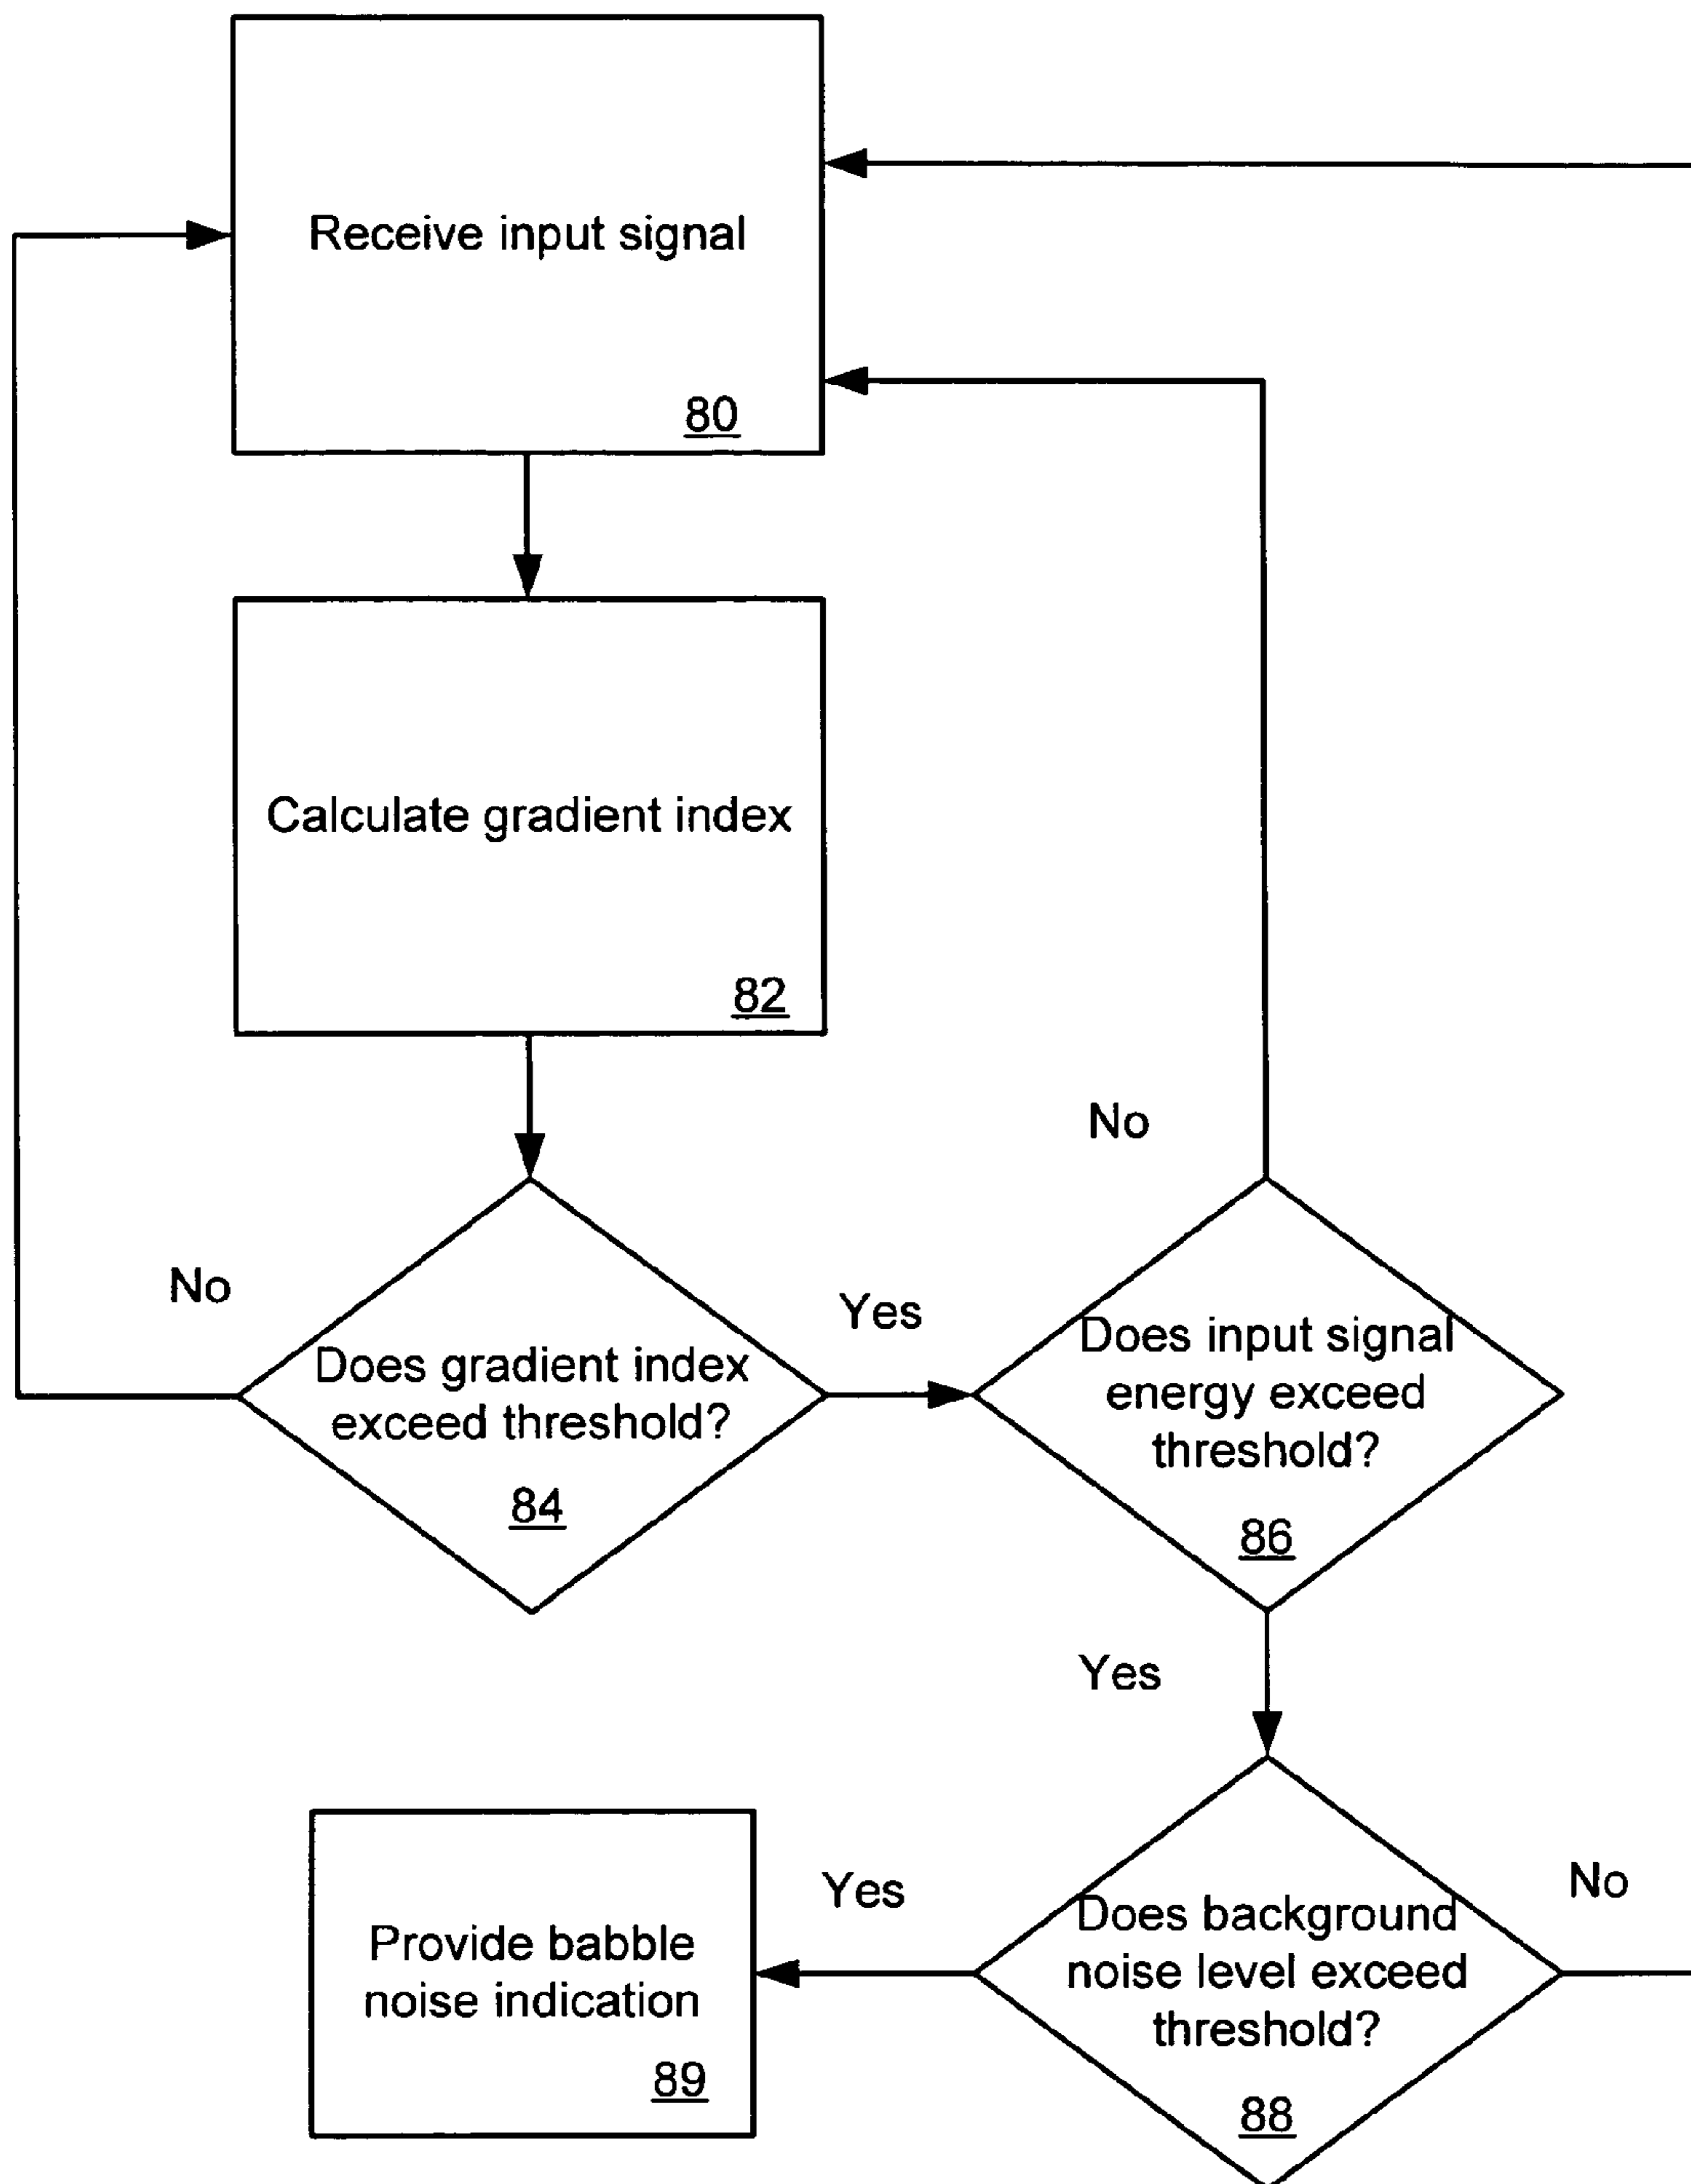 Receive input signal
80
Calculate gradient index
82
No
No
Yes
Does gradient index
exceed threshold?
84
Does input signal
energy exceed
threshold?
86
Yes
Yes
No
Provide babble
noise indication
89
Does background
noise level exceed
threshold?
88